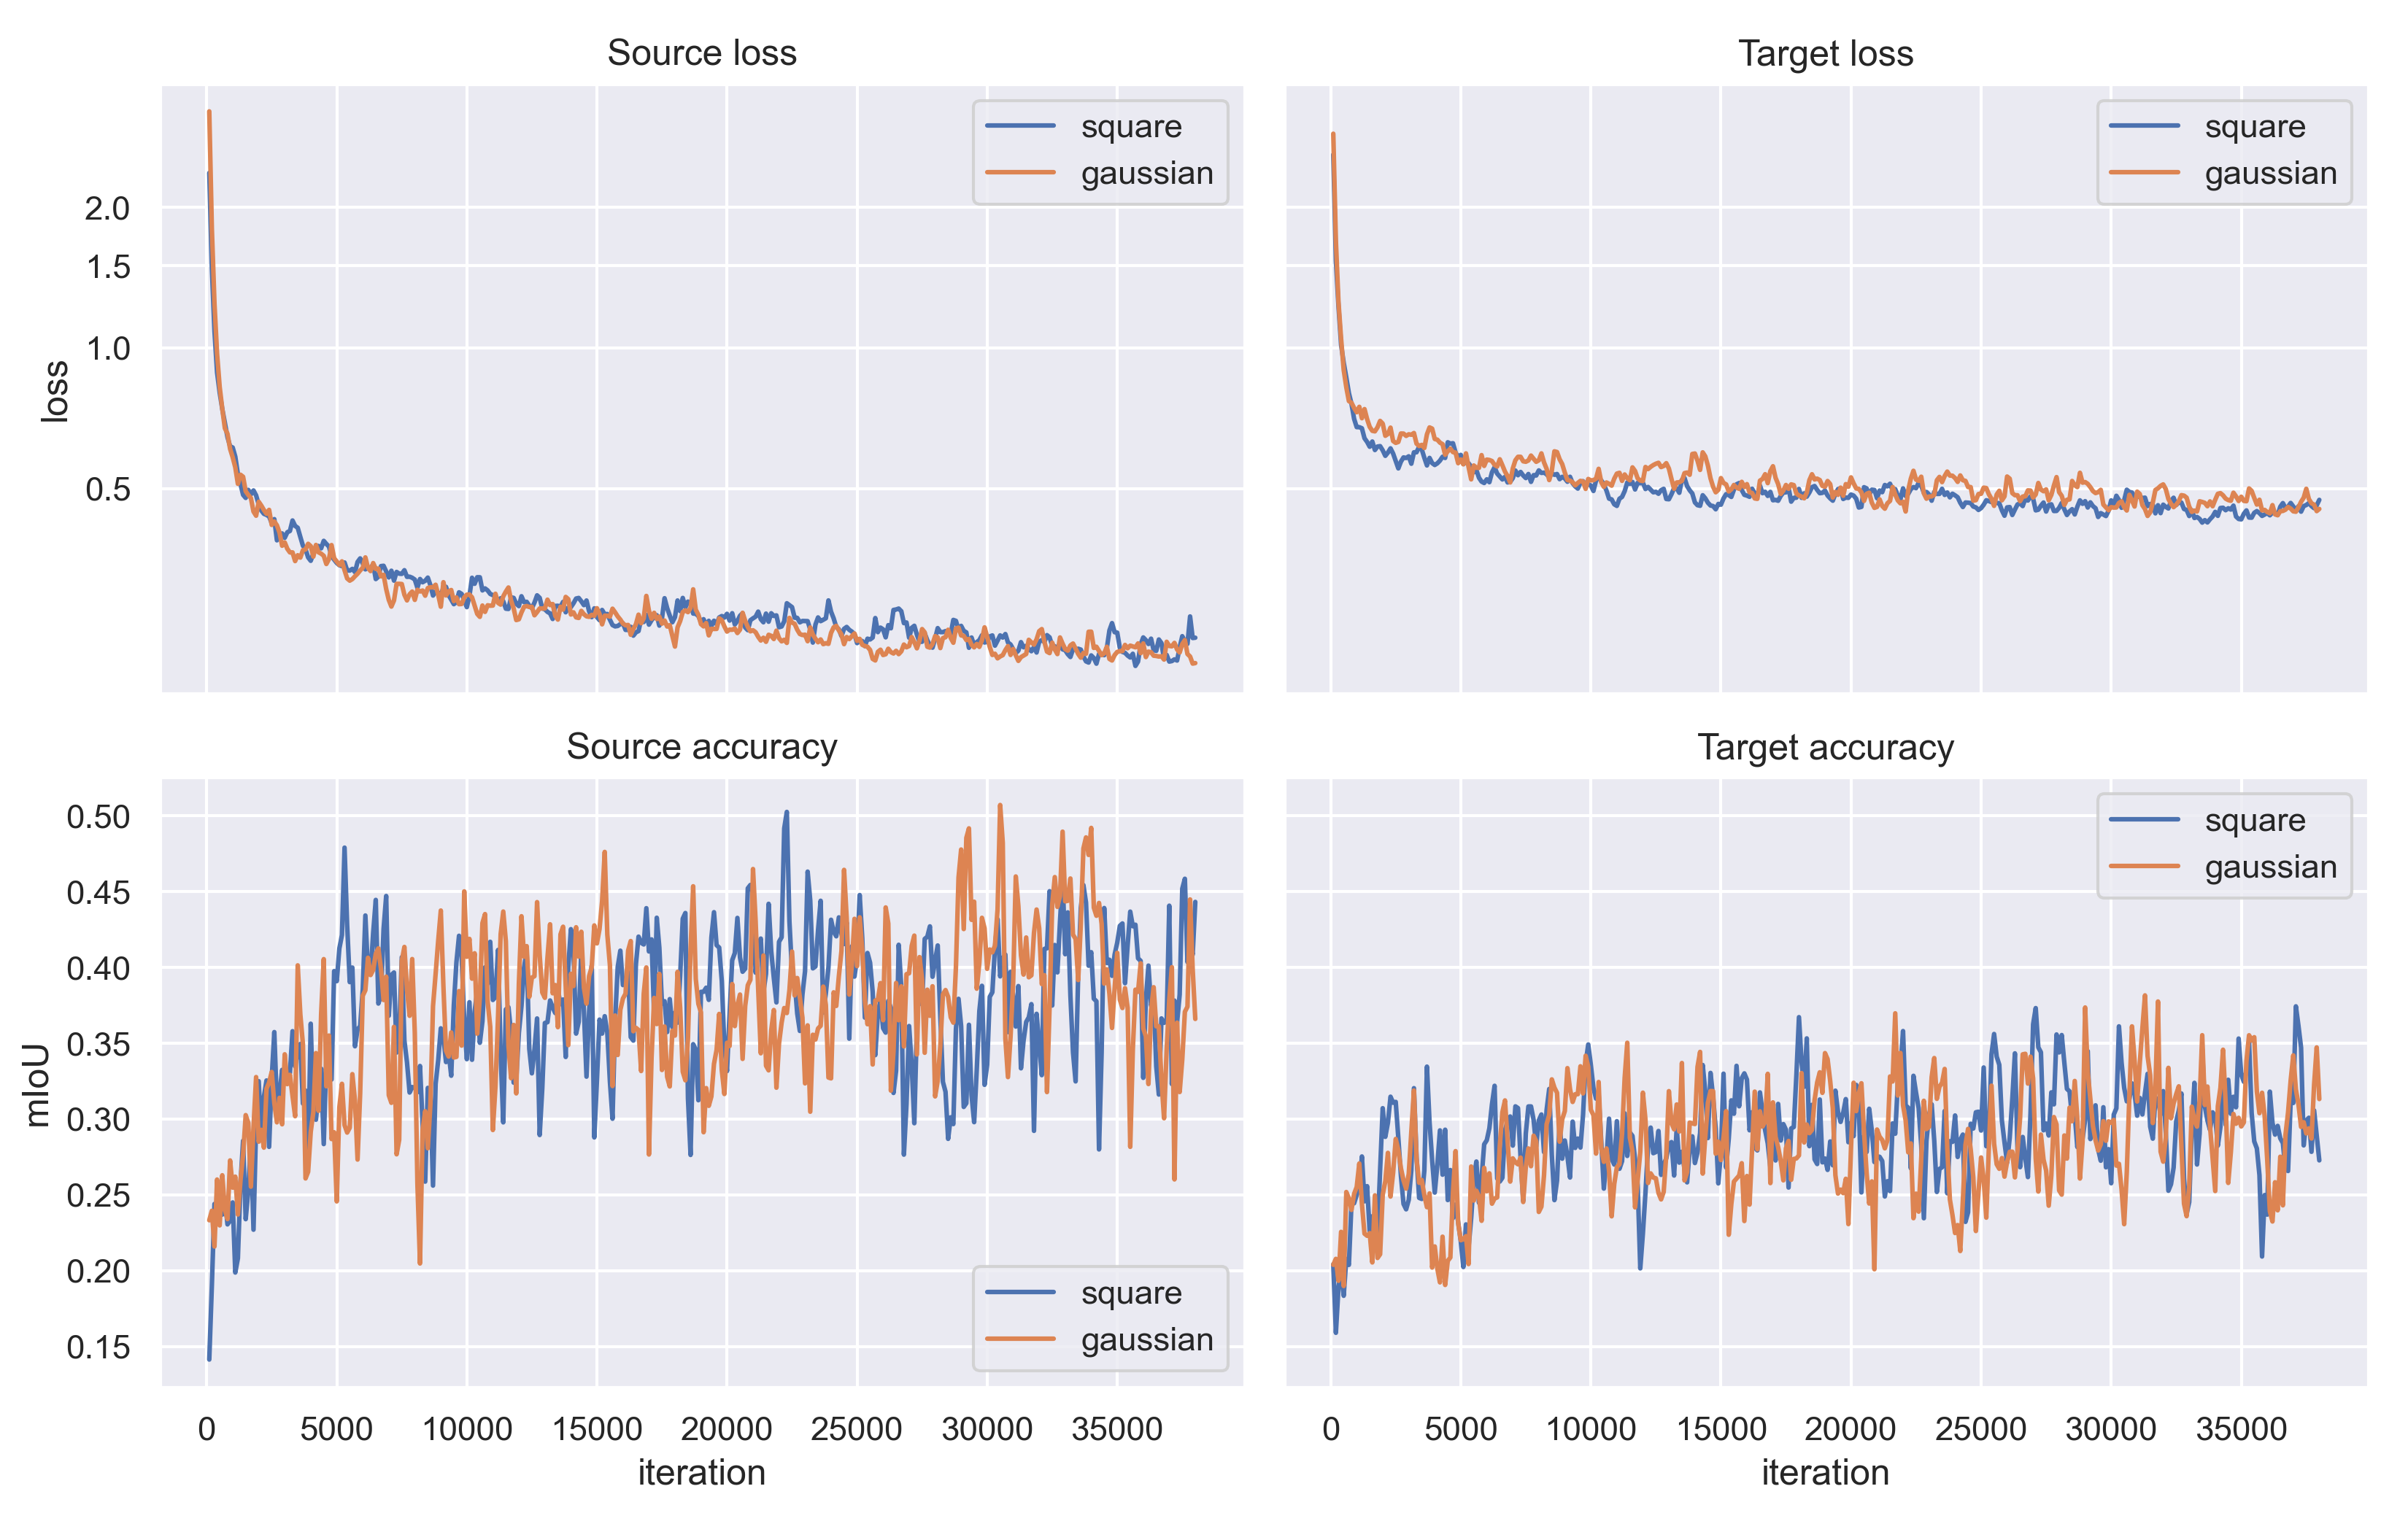 Source loss
Target loss
square
gaussian
square
gaussian
2.0
1.5
1.0
0.5
loss
Source accuracy
Target accuracy
0.50
0.45
0.40
0.35
0.30
0.25
0.20
0.15
mIoU
square
gaussian
square
gaussian
0 5000 10000 15000 20000 25000 30000 35000
0 5000 10000 15000 20000 25000 30000 35000
iteration
iteration